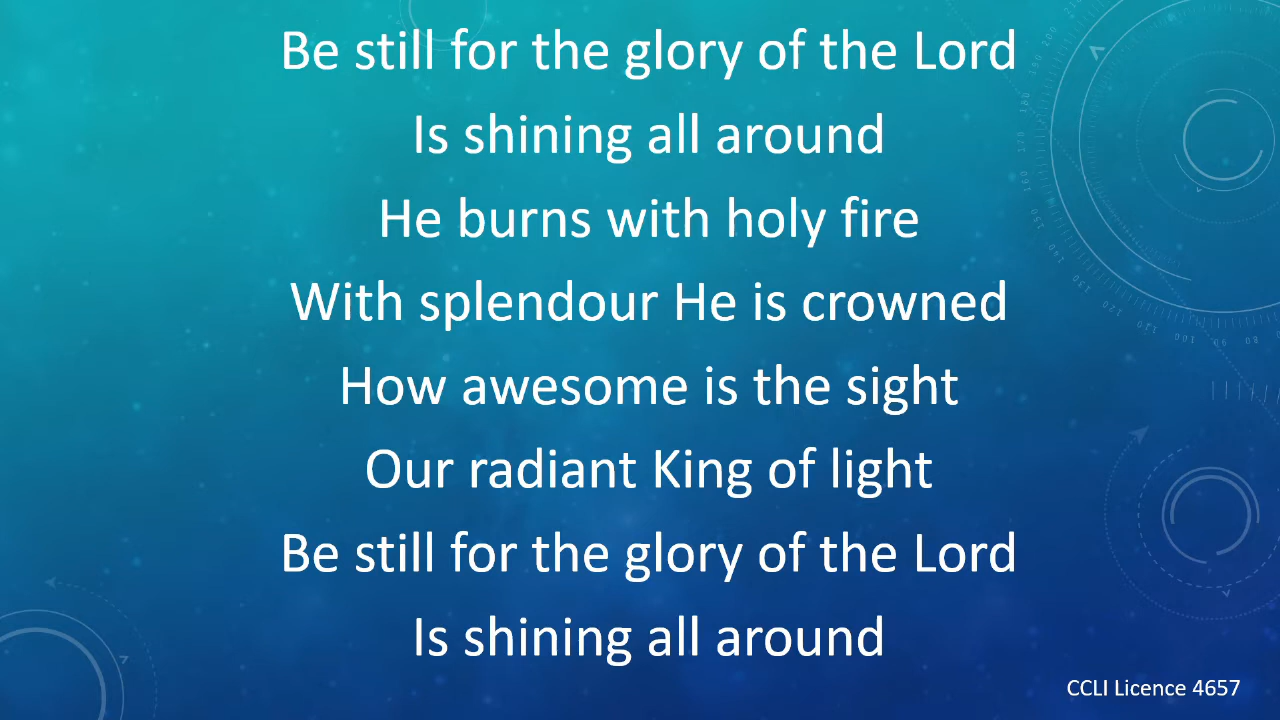 Be still for the glory of the Lord
Is shining all around
He burns with holy fire
With splendour He is crowned
How awesome is the sight
Our radiant King of light
Be still for the glory of the Lord
Is shining all around
CCLI Licence 4657